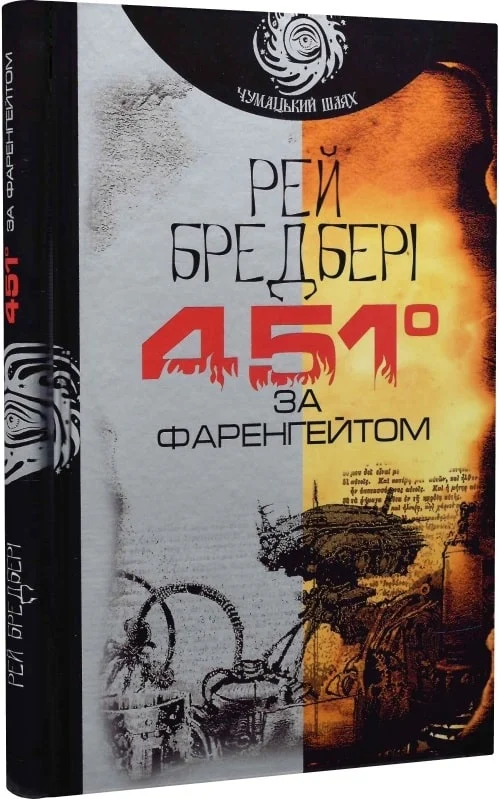 ЧУМАЦЬКИЙ ШЛЯХ
РЕЙ
БРЕДБЕРІ
451°
ЗА
ФАРЕНГЕЙТОМ
РЕЙ БРЕДБЕРІ
451° ЗА ФАРЕНГЕЙТОМ